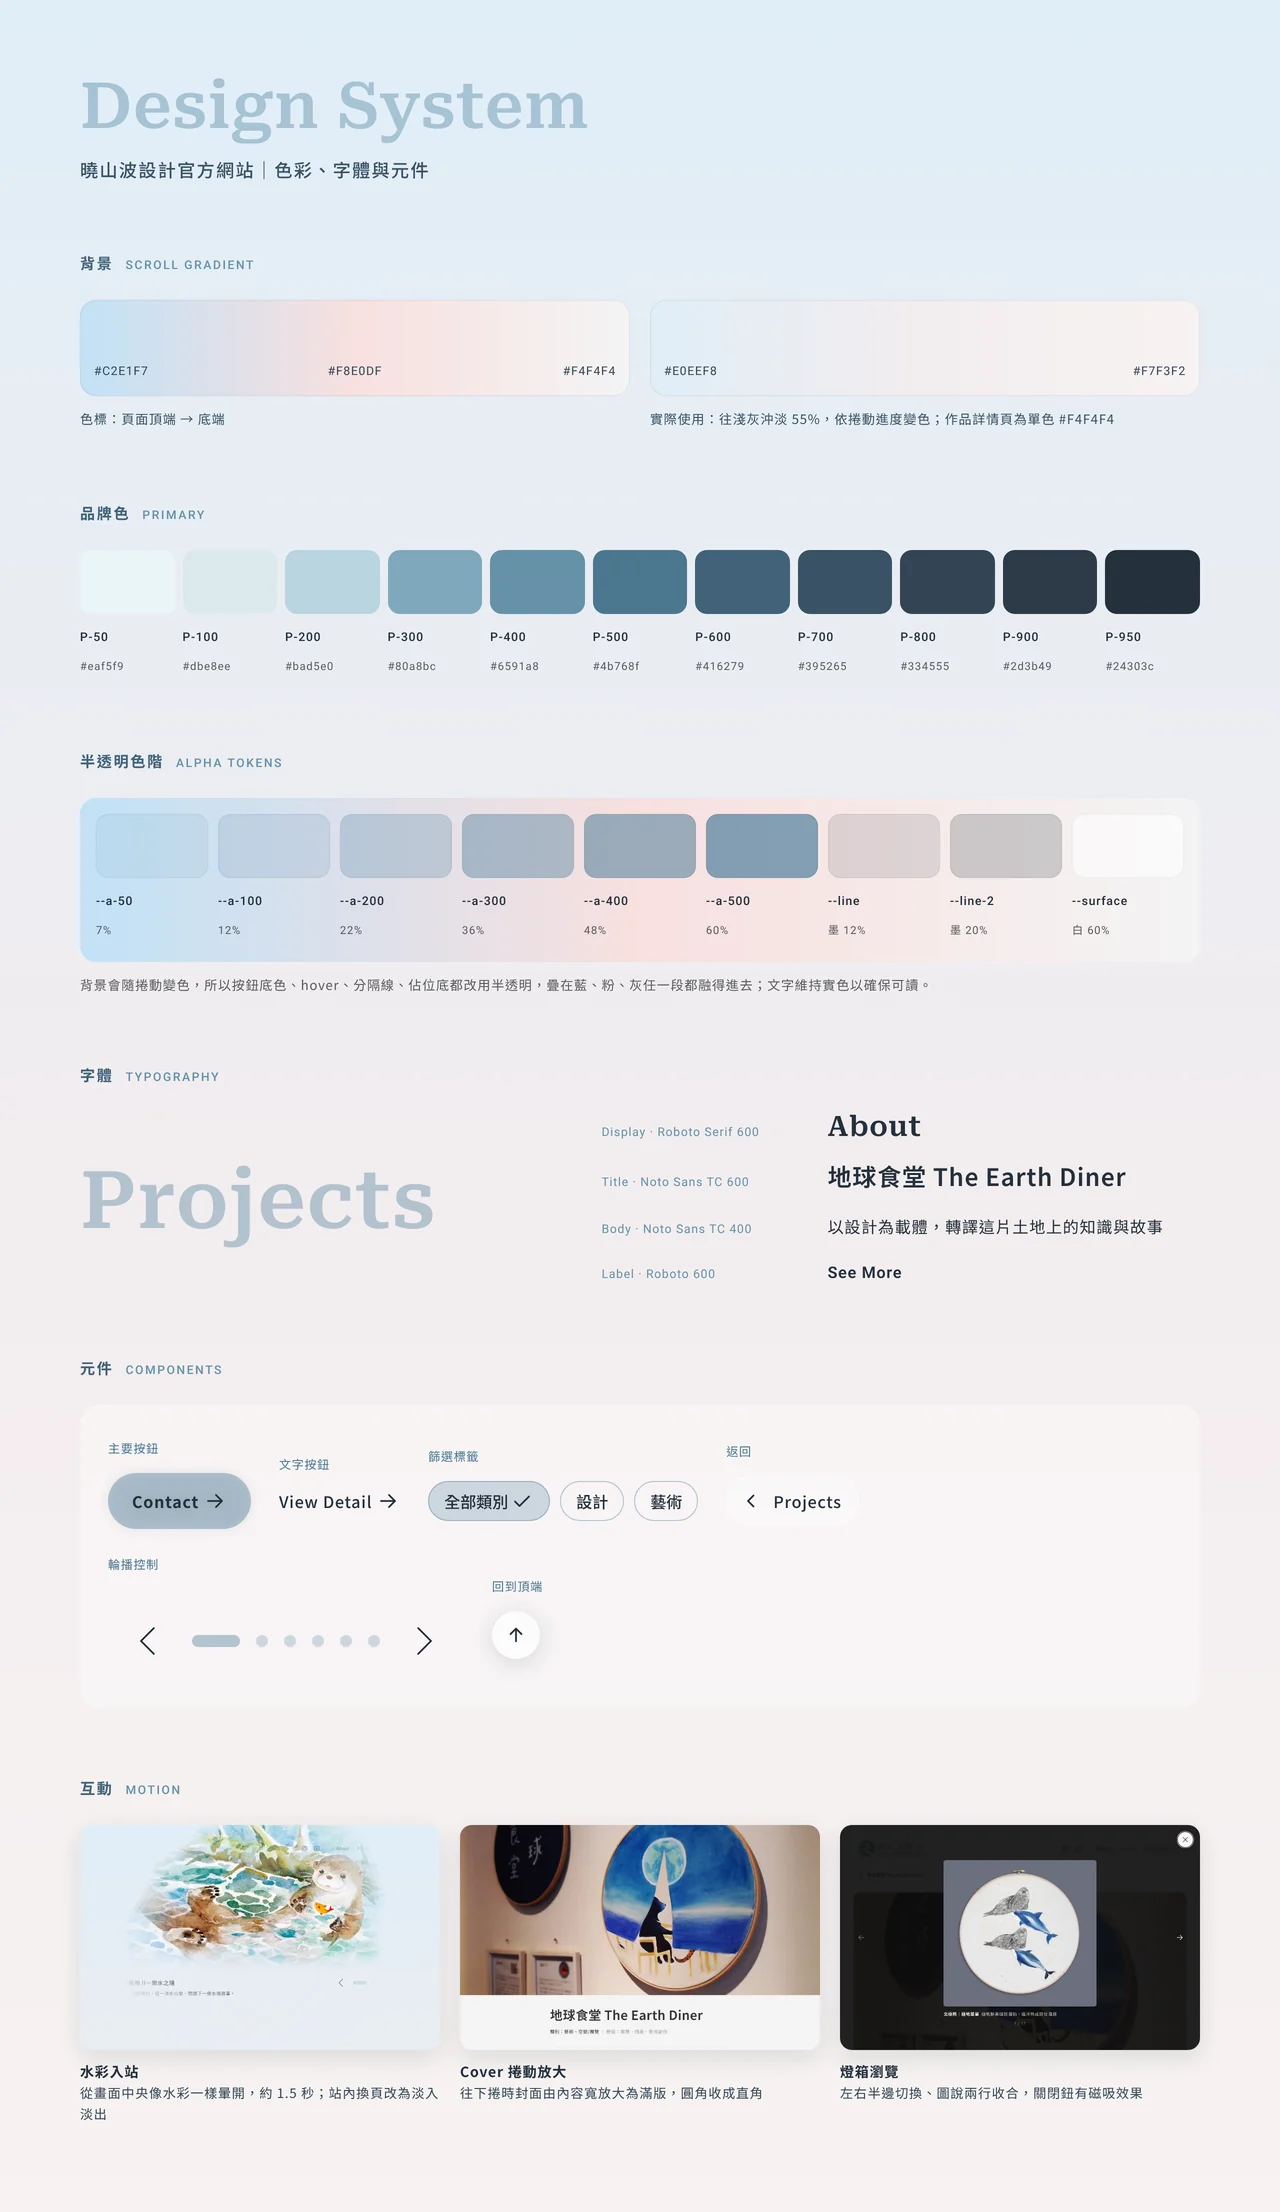 Design System
曉山波設計官方網站｜色彩、字體與元件
背景 SCROLL GRADIENT
#C2E1F7 #F8E0DF #F4F4F4
#E0EEF8 #F7F3F2
色標：頁面頂端 → 底端
實際使用：往淺灰沖淡 55%，依捲動進度變色；作品詳情頁為單色 #F4F4F4
品牌色 PRIMARY
P-50 P-100 P-200 P-300 P-400 P-500 P-600 P-700 P-800 P-900 P-950
#eaf5f9 #dbe8ee #bad5e0 #80a8bc #6591a8 #4b768f #416279 #395265 #334555 #2d3b49 #24303c
半透明色階 ALPHA TOKENS
--a-50 --a-100 --a-200 --a-300 --a-400 --a-500 --line --line-2 --surface
7% 12% 22% 36% 48% 60% 墨 12% 墨 20% 白 60%
背景會隨捲動變色，所以按鈕底色、hover、分隔線、佔位底都改用半透明，疊在藍、粉、灰任一段都融得進去；文字維持實色以確保可讀。
字體 TYPOGRAPHY
Projects
Display · Roboto Serif 600 About
Title · Noto Sans TC 600 地球食堂 The Earth Diner
Body · Noto Sans TC 400 以設計為載體，轉譯這片土地上的知識與故事
Label · Roboto 600 See More
元件 COMPONENTS
主要按鈕
Contact →
文字按鈕
View Detail →
篩選標籤
全部類別 ✓ 設計 藝術
返回
Projects
輪播控制
回到頂端
互動 MOTION
食球
堂
地球食堂 The Earth Diner
水彩入站
從畫面中央像水彩一樣暈開，約 1.5 秒；站內換頁改為淡入
淡出
Cover 捲動放大
往下捲時封面由內容寬放大為滿版，圓角收成直角
燈箱瀏覽
左右半邊切換、圖說兩行收合，關閉鈕有磁吸效果